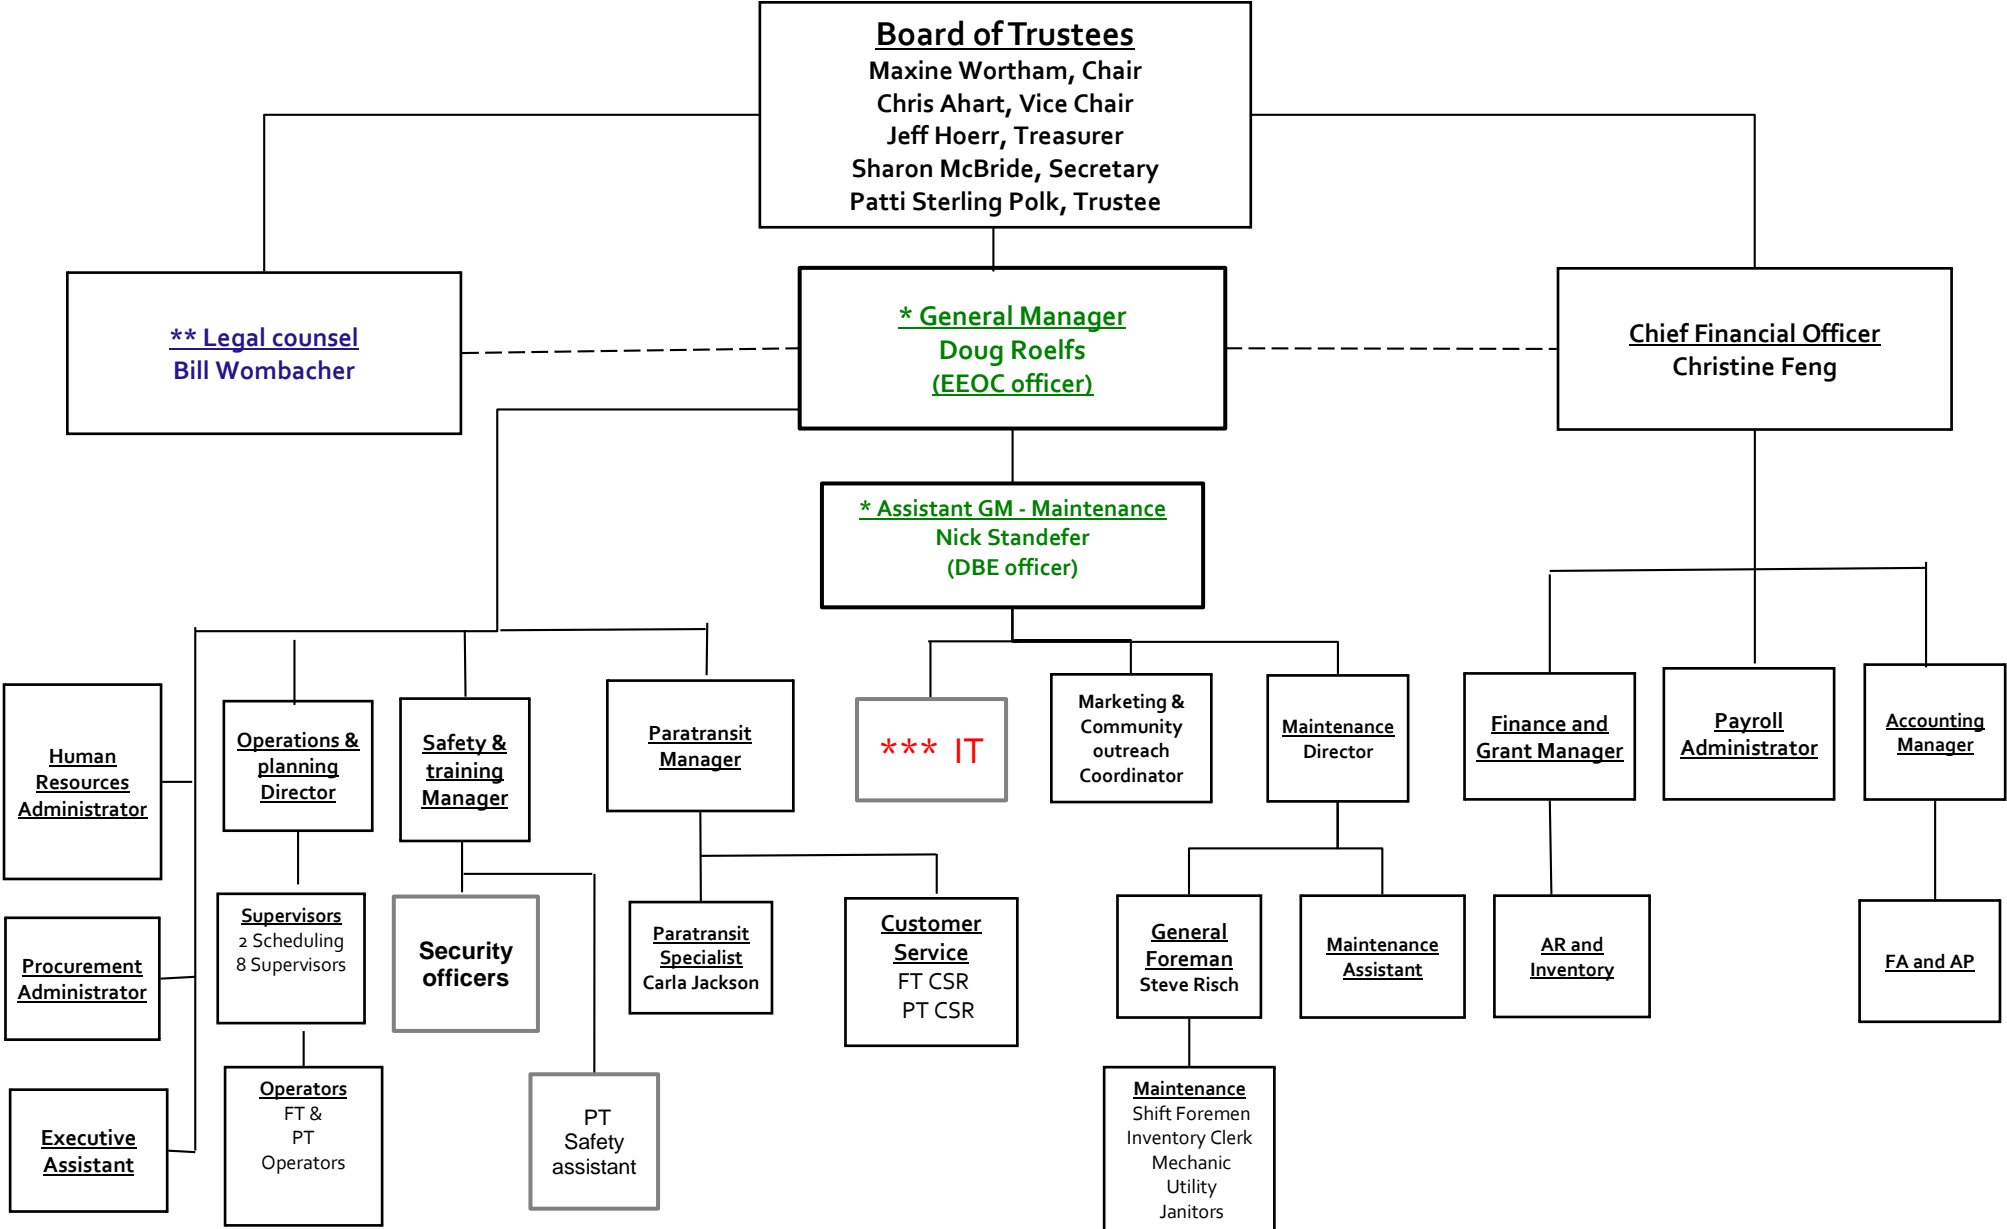 Board of Trustees
Maxine Wortham, Chair
Chris Ahart, Vice Chair
Jeff Hoerr, Treasurer
Sharon McBride, Secretary
Patti Sterling Polk, Trustee
** Legal counsel
Bill Wombacher
* General Manager
Doug Roelfs
(EEOC officer)
Chief Financial Officer
Christine Feng
* Assistant GM - Maintenance
Nick Standefer
(DBE officer)
Human
Resources
Administrator
Operations &
planning
Director
Safety &
training
Manager
Paratransit
Manager
*** IT
Marketing &
Community
outreach
Coordinator
Maintenance
Director
Finance and
Grant Manager
Payroll
Administrator
Accounting
Manager
Procurement
Administrator
Supervisors
2 Scheduling
8 Supervisors
Security
officers
Paratransit
Specialist
Carla Jackson
Customer
Service
FT CSR
PT CSR
General
Foreman
Steve Risch
Maintenance
Assistant
AR and
Inventory
FA and AP
Executive
Assistant
Operators
FT &
PT
Operators
PT
Safety
assistant
Maintenance
Shift Foremen
Inventory Clerk
Mechanic
Utility
Janitors